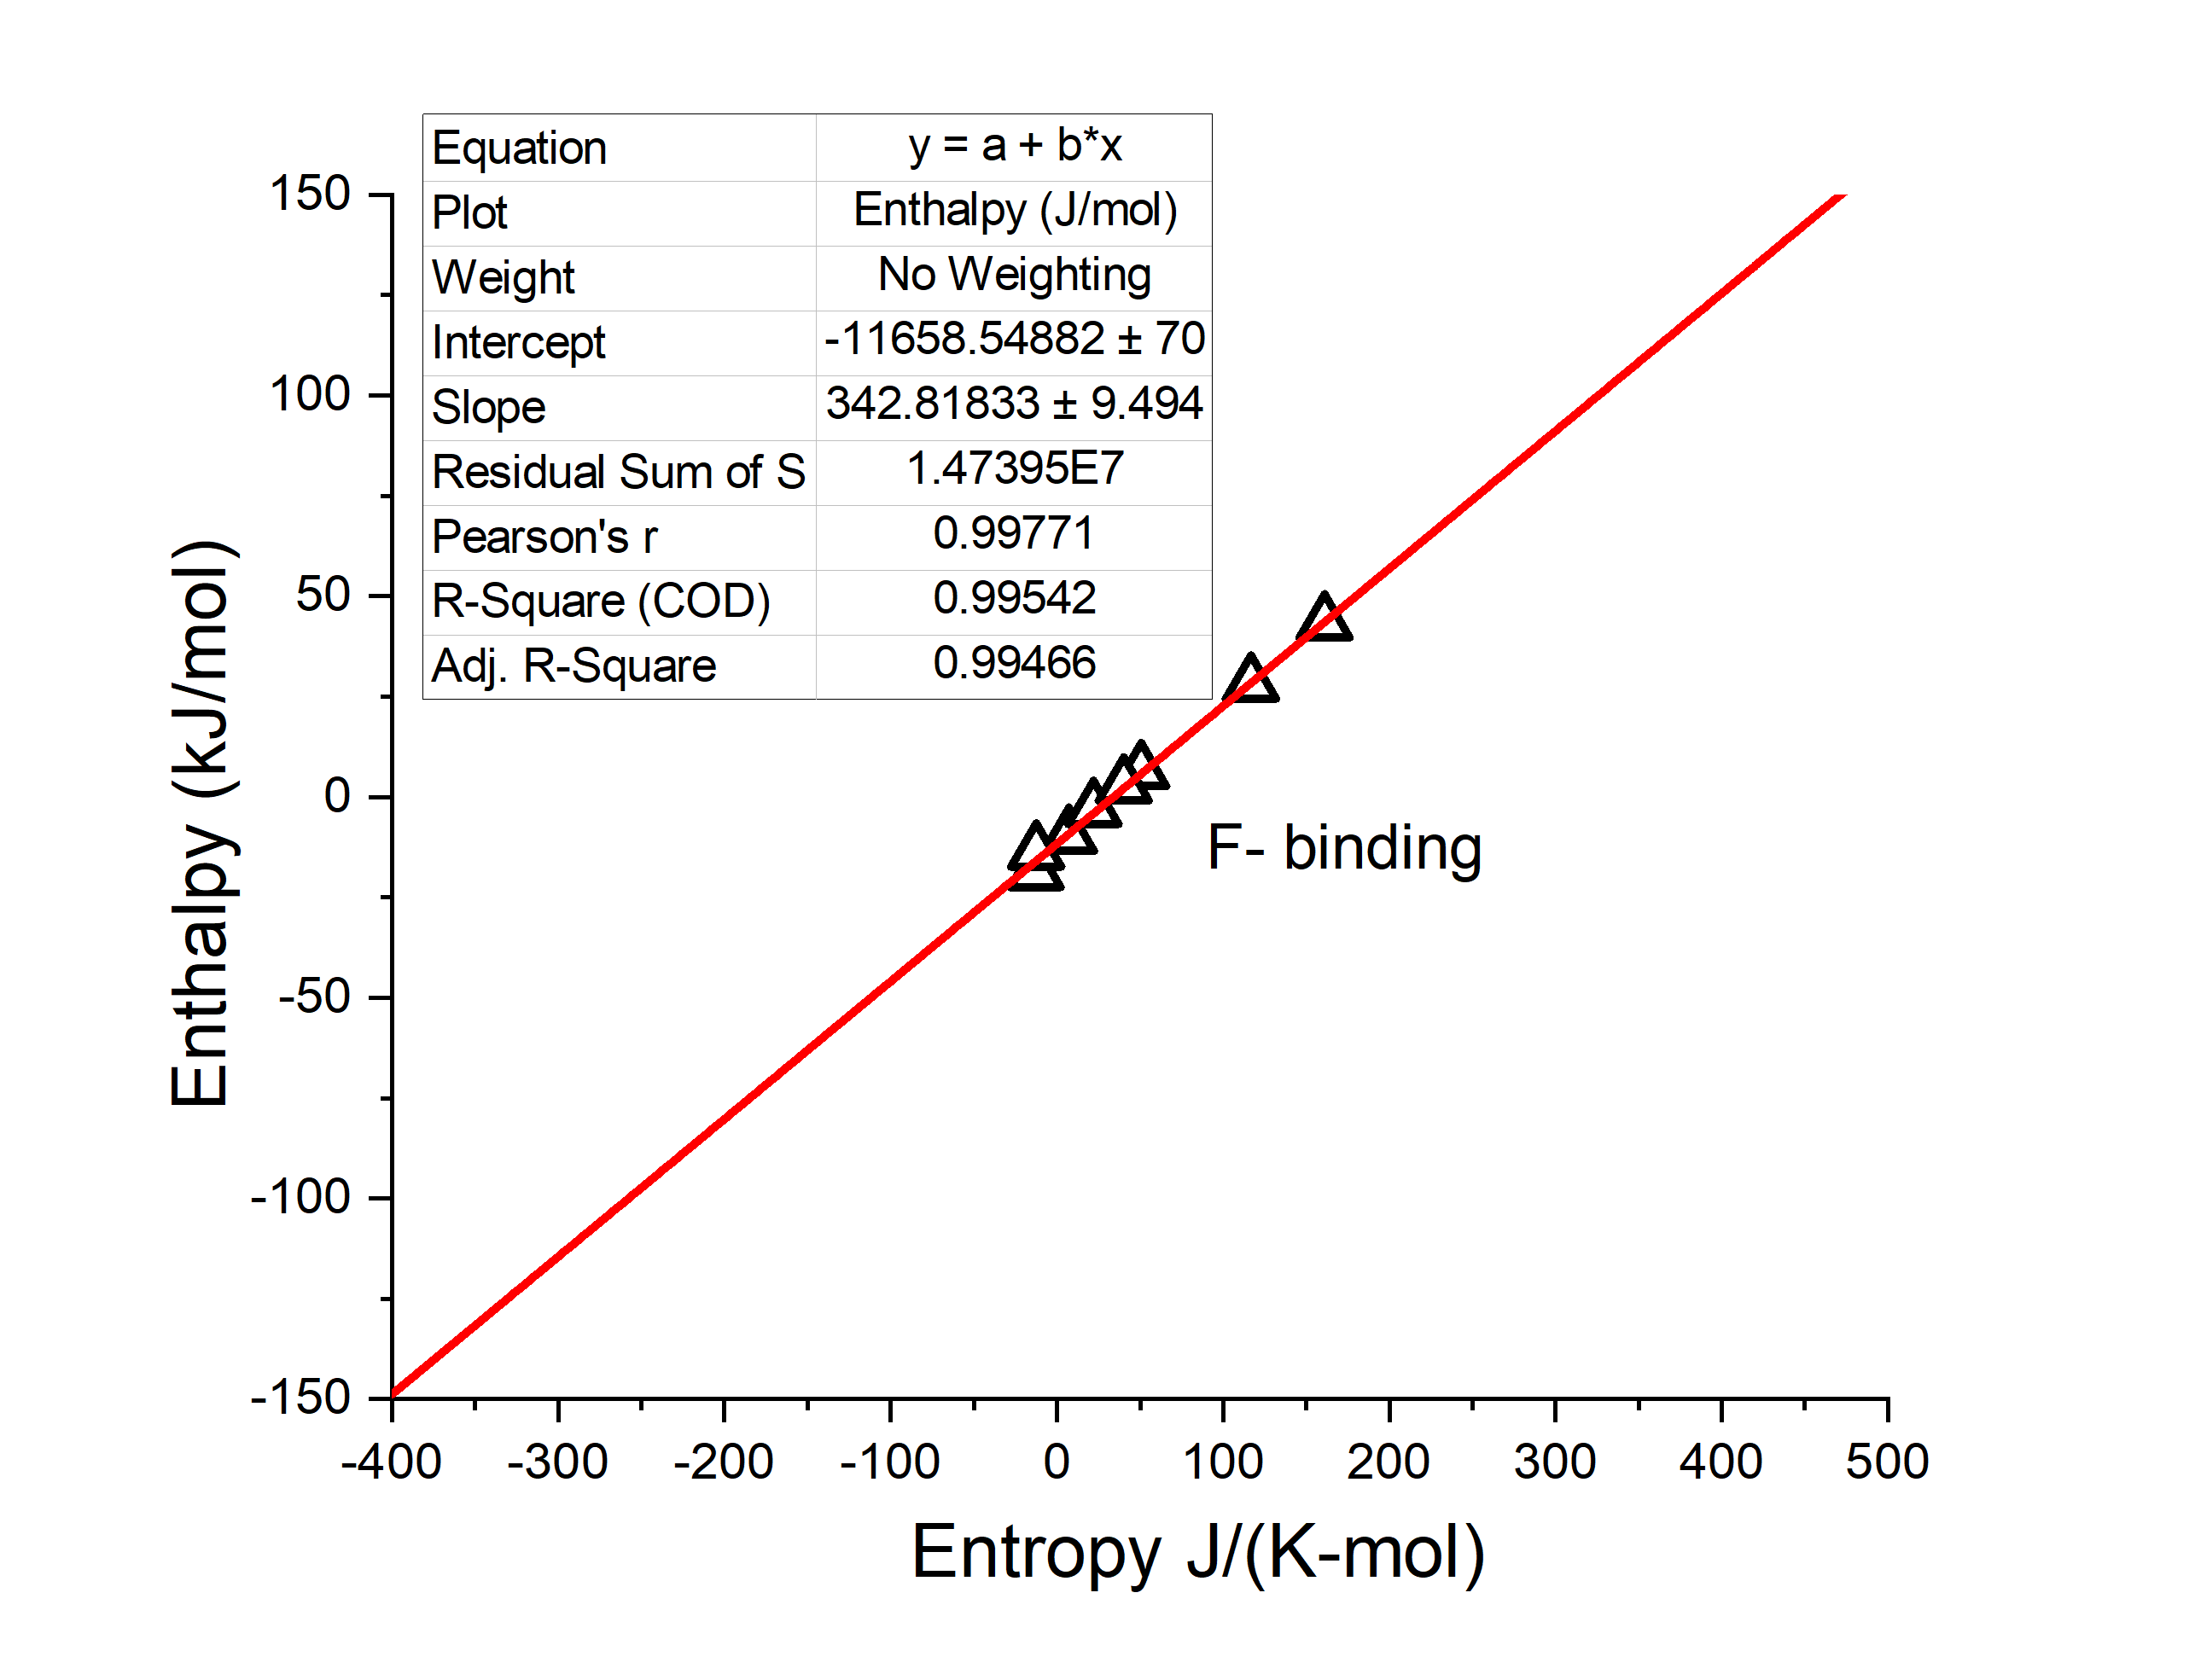 Equation y = a + b*x
Plot Enthalpy (J/mol)
Weight No Weighting
Intercept -11658.54882 ± 70
Slope 342.81833 ± 9.494
Residual Sum of S 1.47395E7
Pearson's r 0.99771
R-Square (COD) 0.99542
Adj. R-Square 0.99466
150
100
50
0
-50
-100
-150
Enthalpy (kJ/mol)
F- binding
-400 -300 -200 -100 0 100 200 300 400 500
Entropy J/(K-mol)